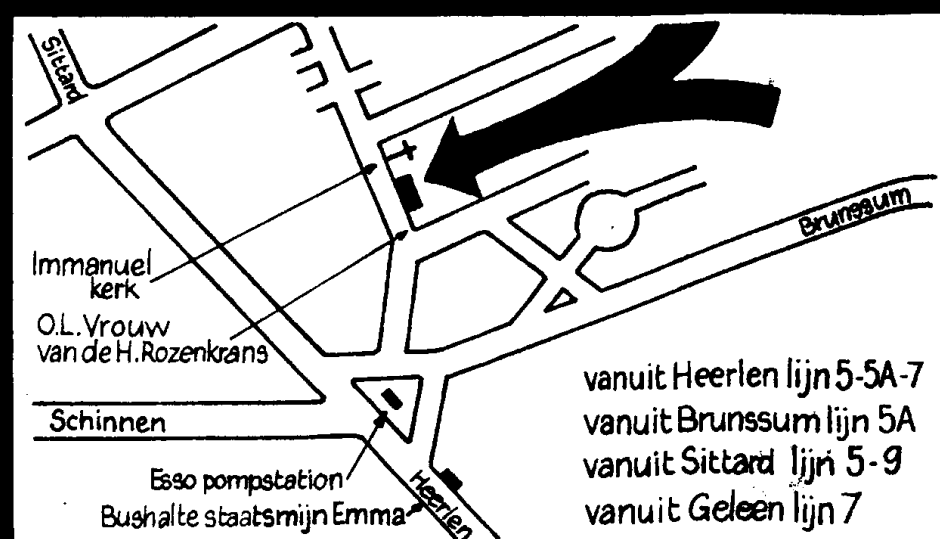 Sittard
Immanuel
kerk
O.L.Vrouw
van de H.Rozenkrans
Brunssum
Schinnen
Esso pompstation
Bushalte staatsmijn Emma
Heerlen
vanuit Heerlen lijn 5-5A-7
vanuit Brunssum lijn 5A
vanuit Sittard lijn 5-9
vanuit Geleen lijn 7